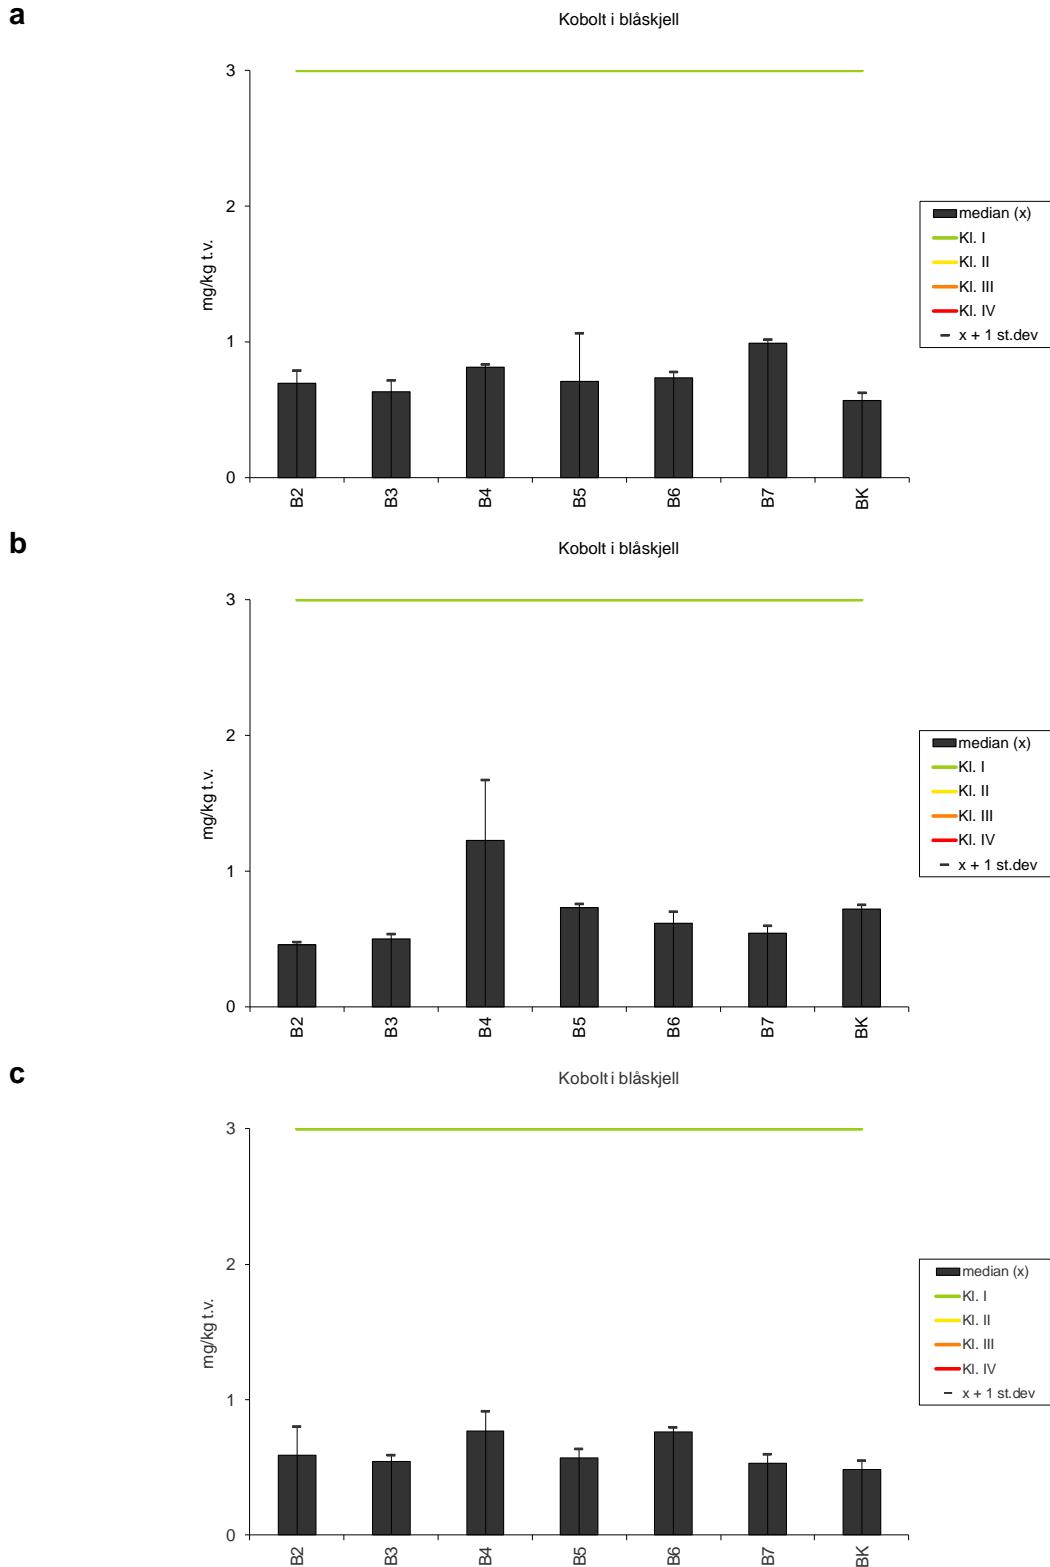 a
Kobolt i blåskjell
3
2
1
0
mg/kg t.v.
B2
B3
B4
B5
B6
B7
BK
median (x)
Kl. I
Kl. II
Kl. III
Kl. IV
x + 1 st.dev
b
Kobolt i blåskjell
3
2
1
0
mg/kg t.v.
B2
B3
B4
B5
B6
B7
BK
median (x)
Kl. I
Kl. II
Kl. III
Kl. IV
x + 1 st.dev
c
Kobolt i blåskjell
3
2
1
0
mg/kg t.v.
B2
B3
B4
B5
B6
B7
BK
median (x)
Kl. I
Kl. II
Kl. III
Kl. IV
x + 1 st.dev